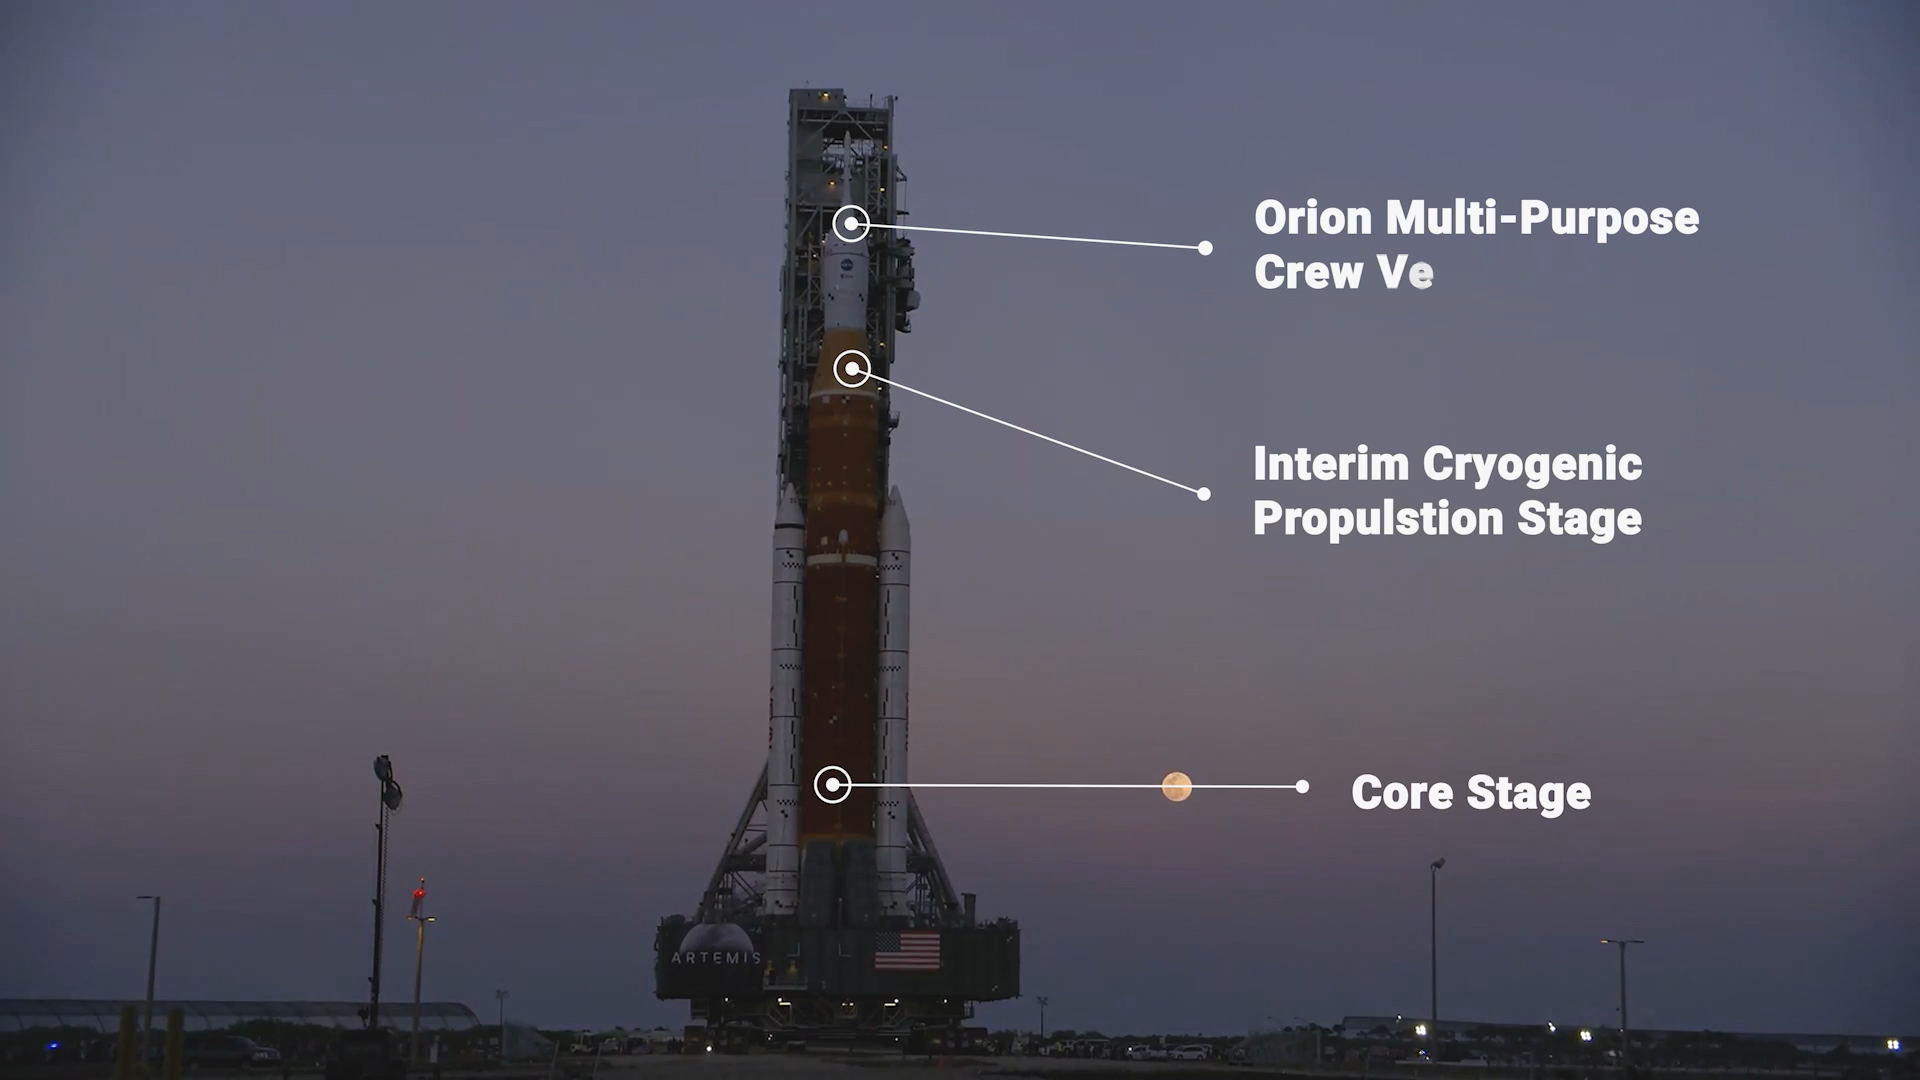 Orion Multi-Purpose
Crew Ve
Interim Cryogenic
Propulstion Stage
Core Stage
ARTEMIS